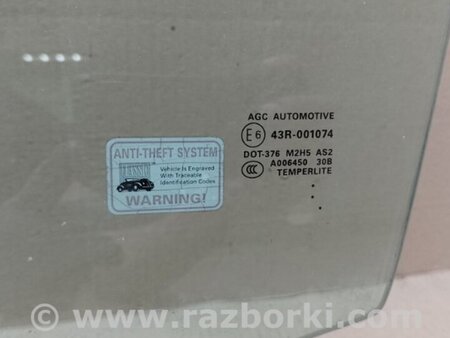 AGC AUTOMOTIVE
E6 43R-001074
DOT-376 M2H5 AS2
A006450 30B
CCC TEMPERLITE
ANTI-THEFT SYSTEM
Vehicle is Engraved
With Traceable
Identification Codes
WARNING!
www.razborki.com